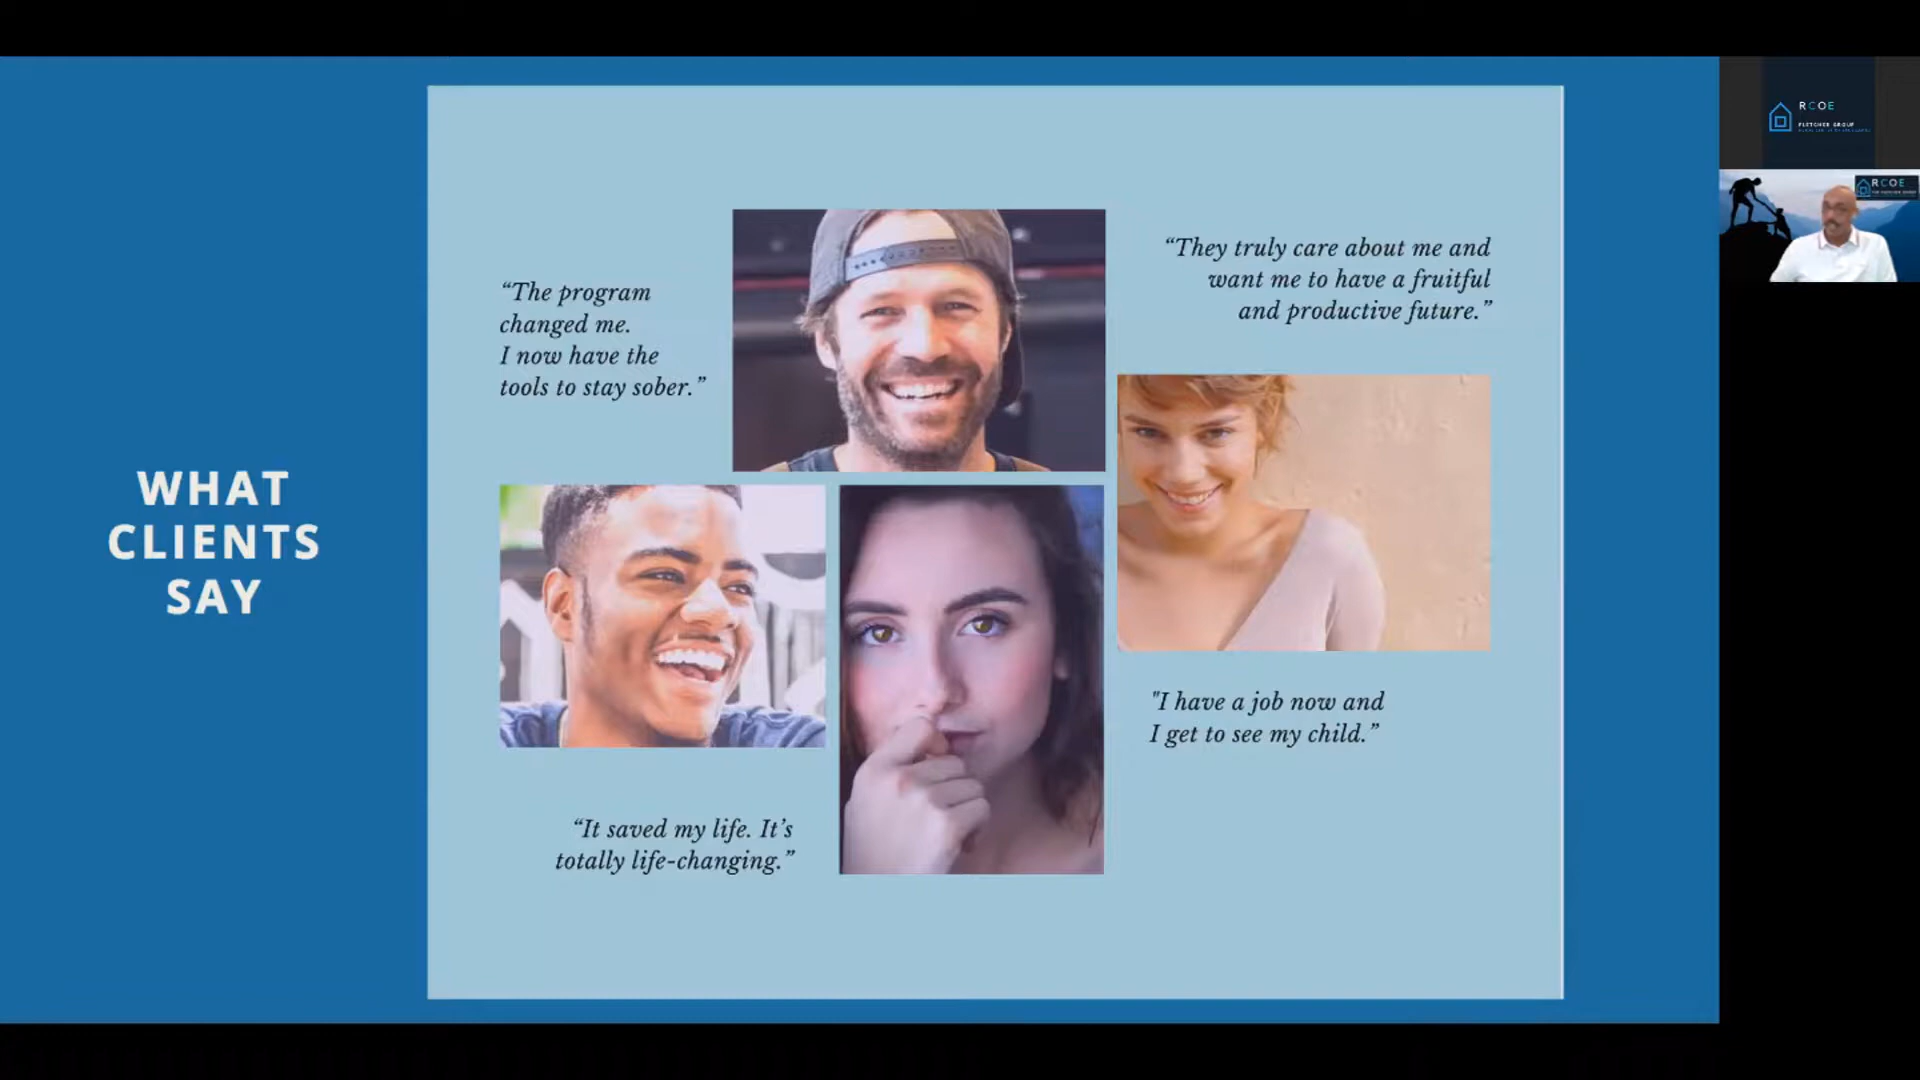 WHAT
CLIENTS
SAY
“The program
changed me.
I now have the
tools to stay sober.”
“They truly care about me and
want me to have a fruitful
and productive future.”
"I have a job now and
I get to see my child.”
“It saved my life. It’s
totally life-changing.”
RCOE
FLETCHER GROUP
RCOE